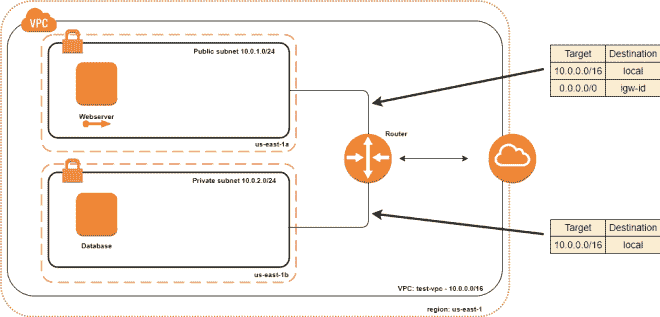 VPC
Public subnet 10.0.1.0/24
Webserver
us-east-1a
Private subnet 10.0.2.0/24
Database
us-east-1b
Router
VPC: test-vpc - 10.0.0.0/16
region: us-east-1
Target Destination
10.0.0.0/16 local
0.0.0.0/0 igw-id
Target Destination
10.0.0.0/16 local